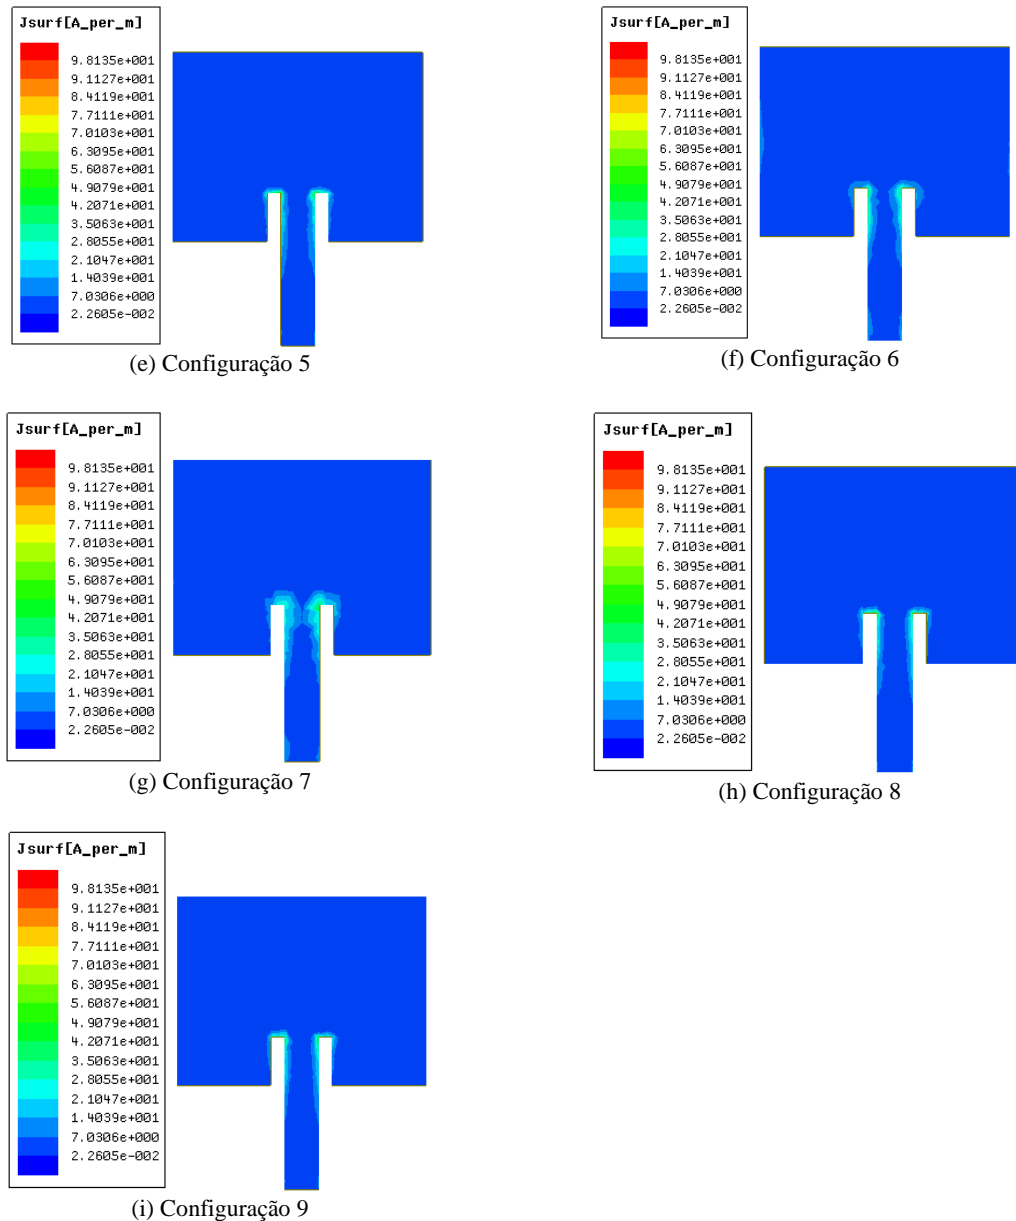 Jsurf[A_per_m]
9.8135e+001
9.1127e+001
8.4119e+001
7.7111e+001
7.0103e+001
6.3095e+001
5.6087e+001
4.9079e+001
4.2071e+001
3.5063e+001
2.8055e+001
2.1047e+001
1.4039e+001
7.0306e+000
2.2605e-002
(e) Configuração 5
Jsurf[A_per_m]
9.8135e+001
9.1127e+001
8.4119e+001
7.7111e+001
7.0103e+001
6.3095e+001
5.6087e+001
4.9079e+001
4.2071e+001
3.5063e+001
2.8055e+001
2.1047e+001
1.4039e+001
7.0306e+000
2.2605e-002
(f) Configuração 6
Jsurf[A_per_m]
9.8135e+001
9.1127e+001
8.4119e+001
7.7111e+001
7.0103e+001
6.3095e+001
5.6087e+001
4.9079e+001
4.2071e+001
3.5063e+001
2.8055e+001
2.1047e+001
1.4039e+001
7.0306e+000
2.2605e-002
(g) Configuração 7
Jsurf[A_per_m]
9.8135e+001
9.1127e+001
8.4119e+001
7.7111e+001
7.0103e+001
6.3095e+001
5.6087e+001
4.9079e+001
4.2071e+001
3.5063e+001
2.8055e+001
2.1047e+001
1.4039e+001
7.0306e+000
2.2605e-002
(h) Configuração 8
Jsurf[A_per_m]
9.8135e+001
9.1127e+001
8.4119e+001
7.7111e+001
7.0103e+001
6.3095e+001
5.6087e+001
4.9079e+001
4.2071e+001
3.5063e+001
2.8055e+001
2.1047e+001
1.4039e+001
7.0306e+000
2.2605e-002
(i) Configuração 9